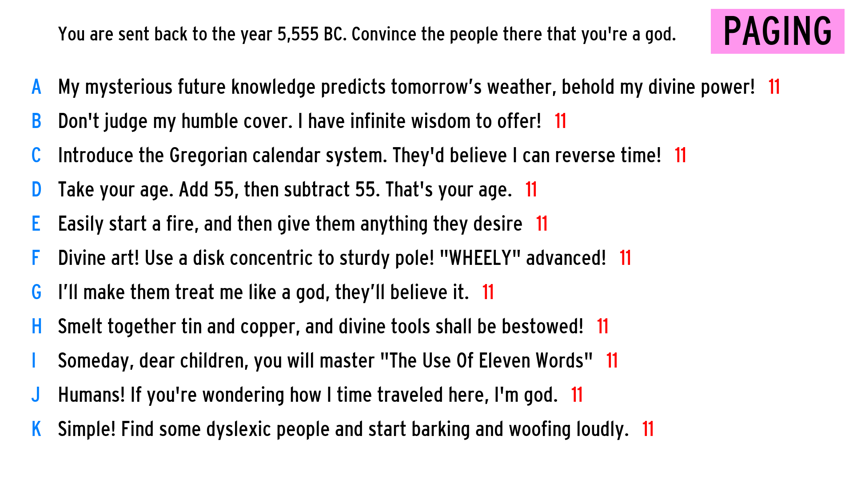 You are sent back to the year 5,555 BC. Convince the people there that you're a god.
PAGING
A My mysterious future knowledge predicts tomorrow’s weather, behold my divine power! 11
B Don't judge my humble cover. I have infinite wisdom to offer! 11
C Introduce the Gregorian calendar system. They'd believe I can reverse time! 11
D Take your age. Add 55, then subtract 55. That's your age. 11
E Easily start a fire, and then give them anything they desire 11
F Divine art! Use a disk concentric to sturdy pole! "WHEELY" advanced! 11
G I’ll make them treat me like a god, they’ll believe it. 11
H Smelt together tin and copper, and divine tools shall be bestowed! 11
I Someday, dear children, you will master "The Use Of Eleven Words" 11
J Humans! If you're wondering how I time traveled here, I'm god. 11
K Simple! Find some dyslexic people and start barking and woofing loudly. 11